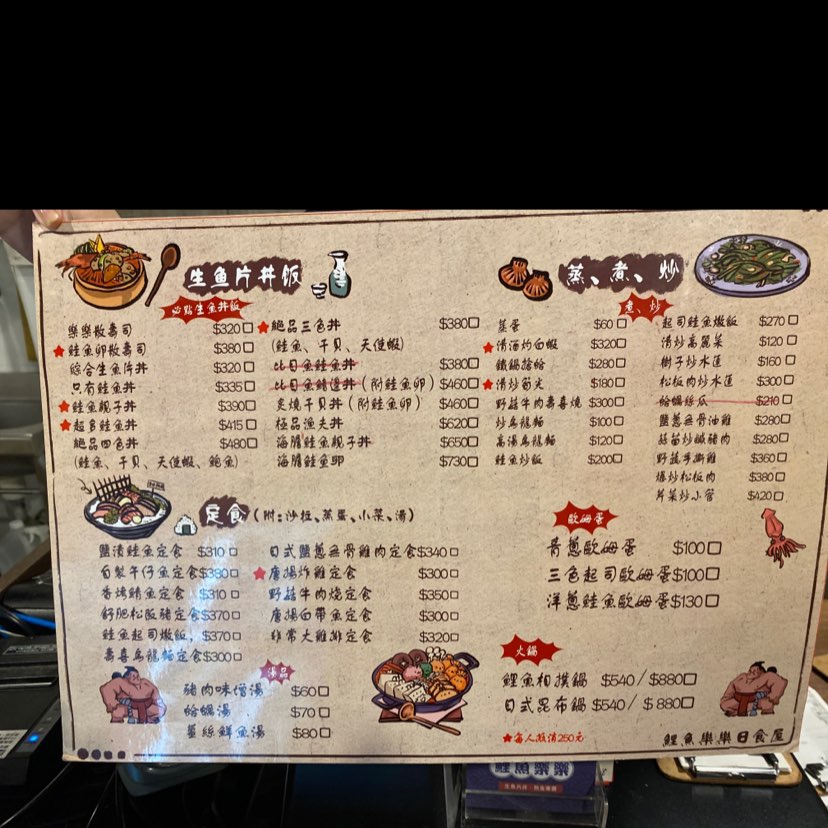 生鱼片丼饭
必點生魚丼飯
樂樂散壽司 $320
★鮭魚卵散壽司 $380
綜合生魚片丼 $320
只有鮭魚丼 $335
★鮭魚親子丼 $390
★超多鮭魚丼 $415
絕品四色丼 $480
(鮭魚、干貝、天使蝦、鮑魚)
★絕品三色丼 $380
(鮭魚、干貝、天使蝦)
比目魚鮭魚丼 $380
比目魚鰭邊丼(附鮭魚卵) $460
炙燒干貝丼(附鮭魚卵) $460
極品漁夫丼 $620
海膽鮭魚親子丼 $650
海膽鮭魚卵 $730
蒸、煮、炒
煮、炒
蒸蛋 $60
★清酒灼白蝦 $320
鐵鍋嗆蛤 $280
★清炒筍尖 $180
野菇牛肉壽喜燒 $300
炒烏龍麵 $100
高湯烏龍麵 $120
鮭魚炒飯 $200
起司鮭魚燉飯 $270
清炒高麗菜 $120
樹子炒水蓮 $160
松板肉炒水蓮 $300
蛤蠣絲瓜 $210
鹽蔥無骨油雞 $280
蒜苗炒鹹豬肉 $280
野蔬手撕雞 $360
爆炒松板肉 $380
芹菜炒小管 $420
定食(附:沙拉、蒸蛋、小菜、湯)
鹽漬鮭魚定食 $310
自製午仔魚定食 $380
香烤鯖魚定食 $310
舒肥松阪豬定食 $370
鮭魚起司燉飯 $370
壽喜烏龍麵定食 $300
日式鹽蔥無骨雞肉定食 $340
★唐揚炸雞定食 $300
野菇牛肉燒定食 $350
唐揚白帶魚定食 $300
非常大雞排定食 $320
湯品
豬肉味噌湯 $60
蛤蠣湯 $70
薑絲鮮魚湯 $80
歐姆蛋
青蔥歐姆蛋 $100
三色起司歐姆蛋 $100
洋蔥鮭魚歐姆蛋 $130
火鍋
鯉魚相撲鍋 $540/$880
日式昆布鍋 $540/$880
★每人低消250元
鯉魚樂樂日食屋
鯉魚樂樂